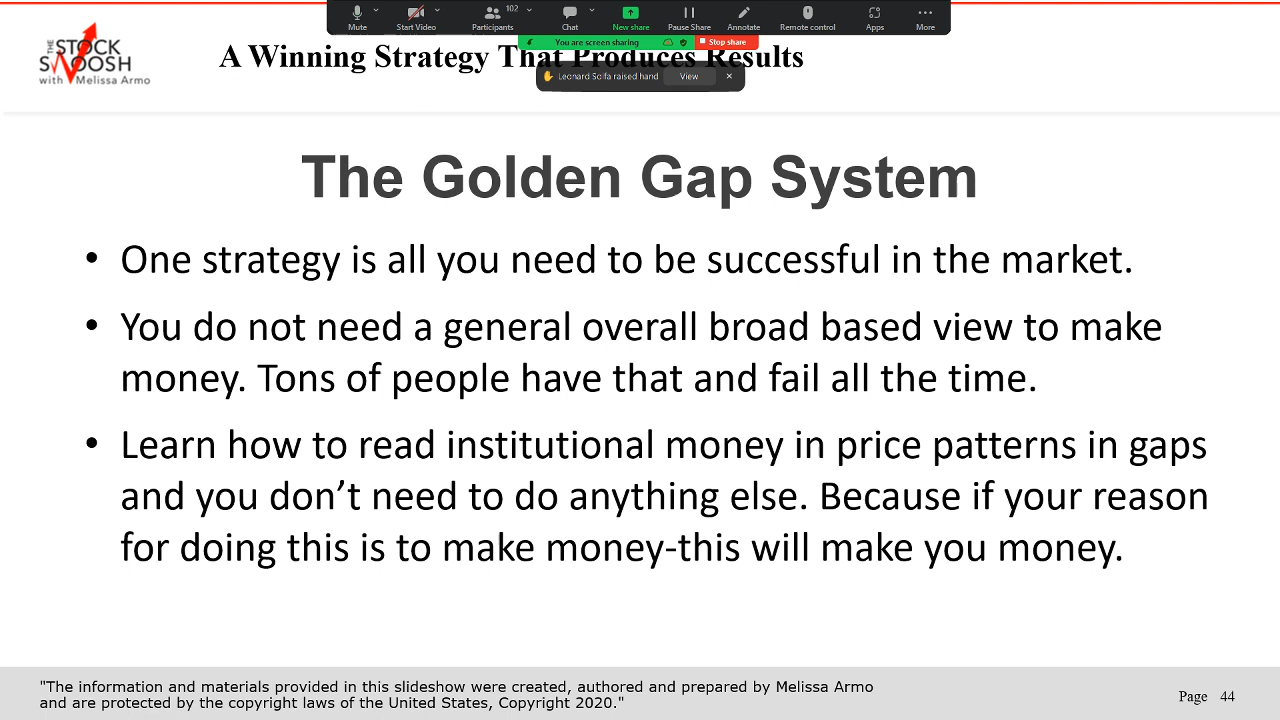 Mute
Start Video
Participants
102
Chat
New share
Pause Share
Annotate
Remote control
Apps
More
You are screen sharing
Stop share
THE STOCK
SWOOSH
with Melissa Armo
A Winning Strategy That Produces Results
Leonard Solfa raised hand
View
The Golden Gap System
• One strategy is all you need to be successful in the market.
• You do not need a general overall broad based view to make
money. Tons of people have that and fail all the time.
• Learn how to read institutional money in price patterns in gaps
and you don’t need to do anything else. Because if your reason
for doing this is to make money-this will make you money.
"The information and materials provided in this slideshow were created, authored and prepared by Melissa Armo
and are protected by the copyright laws of the United States, Copyright 2020."
Page 44